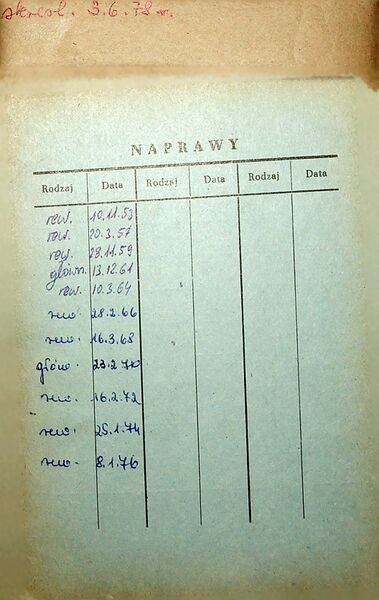 skreśl. 3.6.78 r.
NAPRAWY
Rodzaj Data Rodzaj Data Rodzaj Data
rew. 10.11.53
rew. 20.3.57
rew. 28.11.59
główn. 13.12.61
rew. 10.3.64
rew. 28.2.66
rew. 16.3.68
główn. 23.2.70
rew. 16.2.72
rew. 25.1.74
rew. 8.1.76